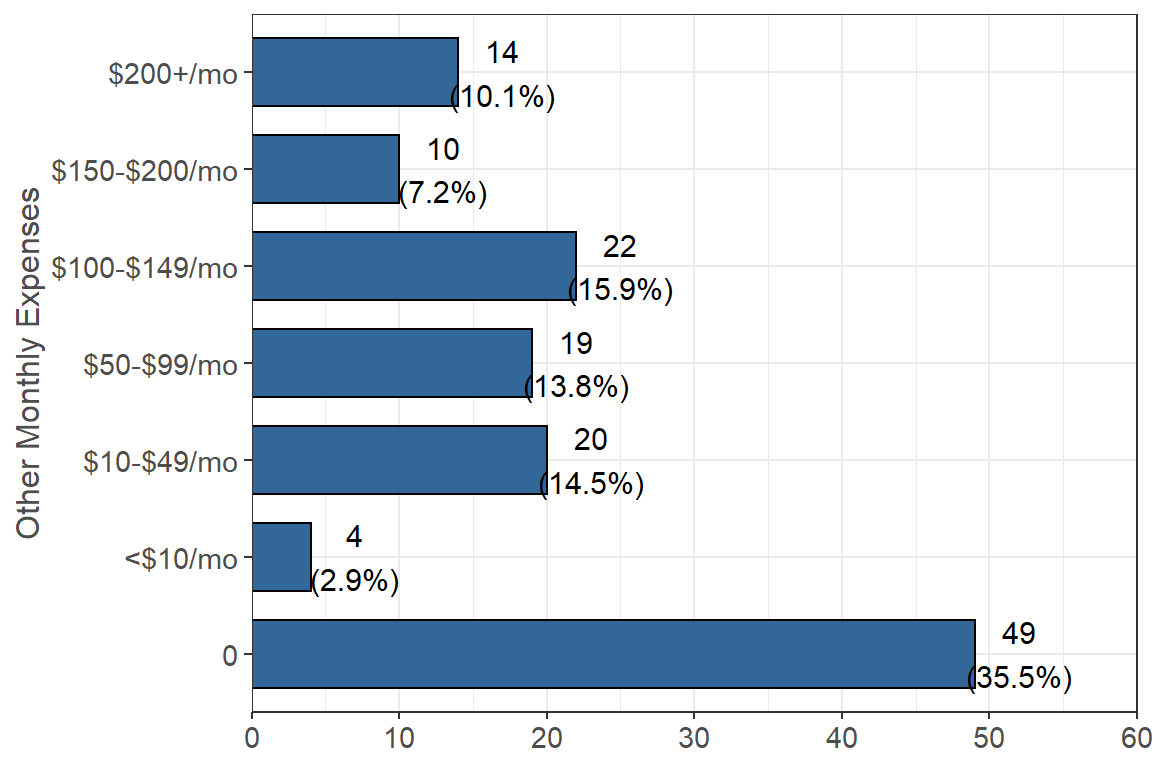 Other Monthly Expenses
$200+/mo
14
(10.1%)
$150-$200/mo
10
(7.2%)
$100-$149/mo
22
(15.9%)
$50-$99/mo
19
(13.8%)
$10-$49/mo
20
(14.5%)
<$10/mo
4
(2.9%)
0
49
(35.5%)
0 10 20 30 40 50 60